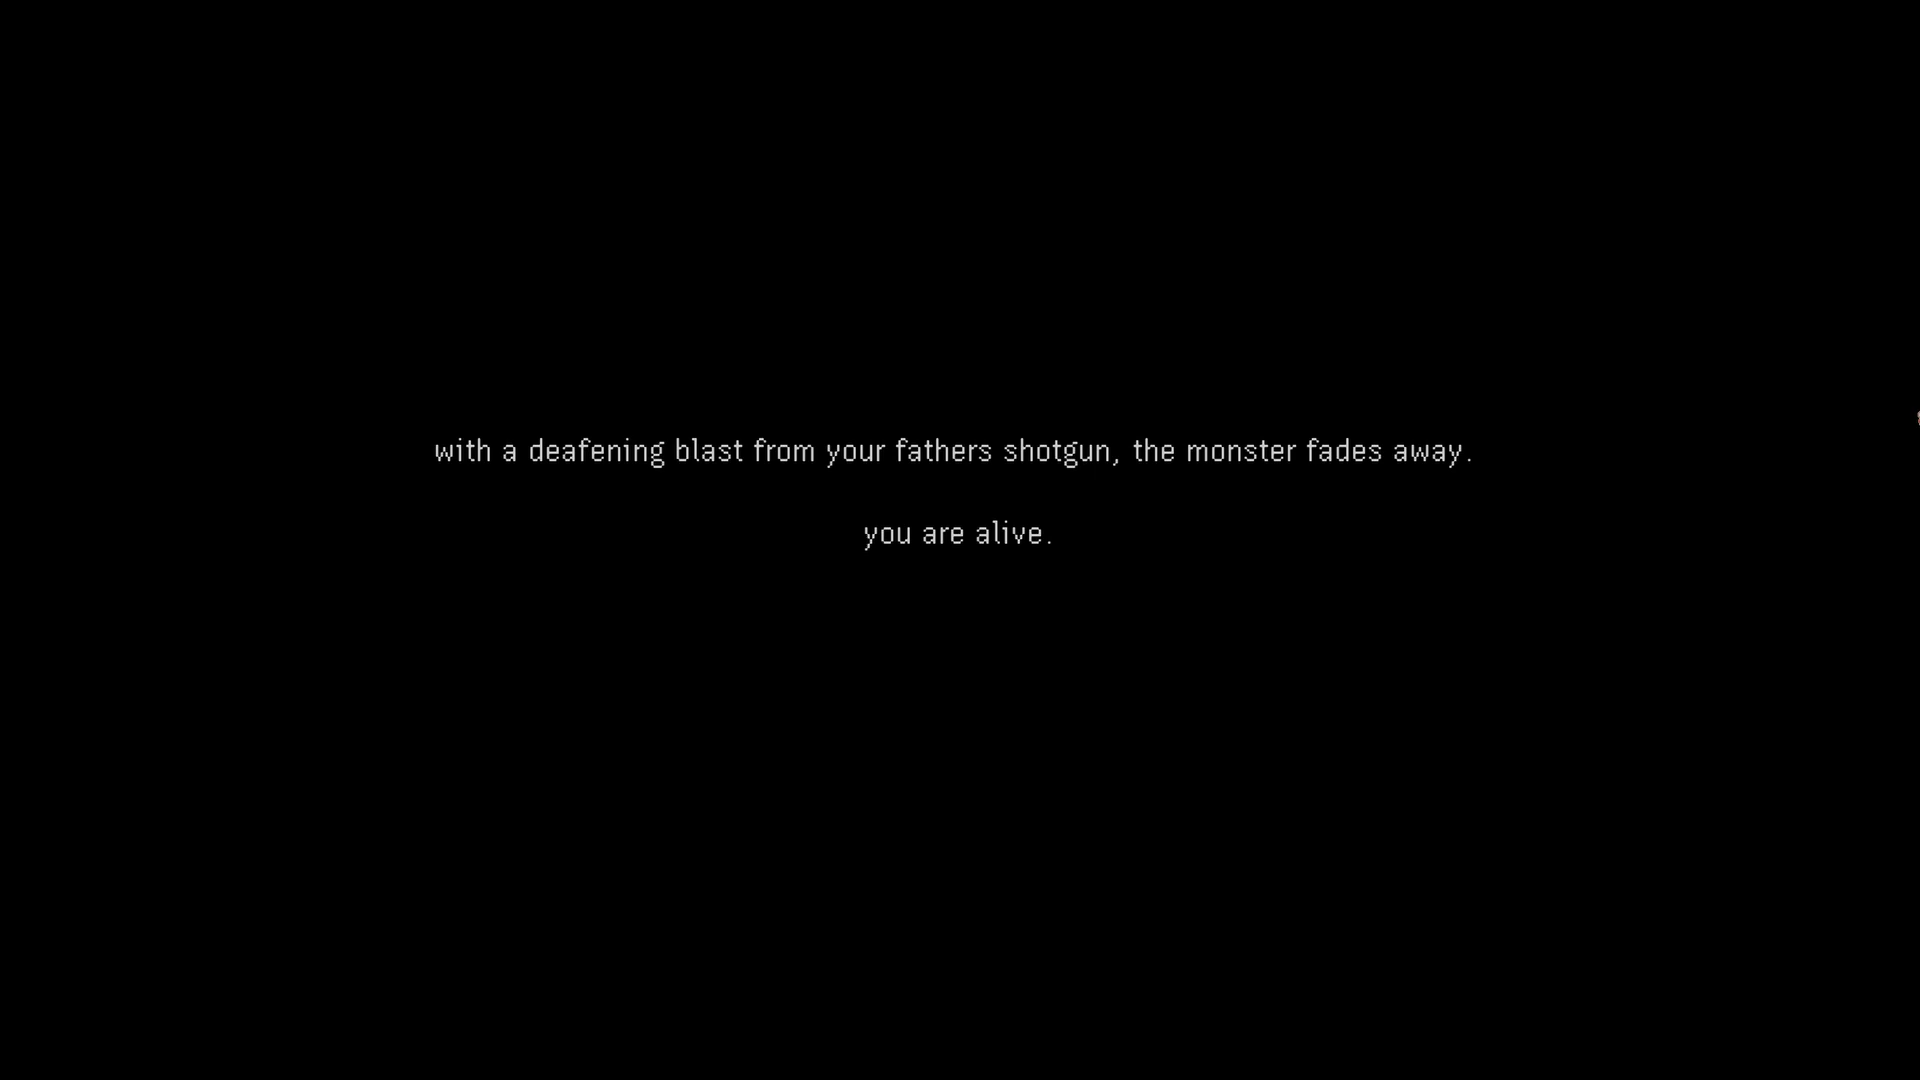 with a deafening blast from your fathers shotgun, the monster fades away.
you are alive.